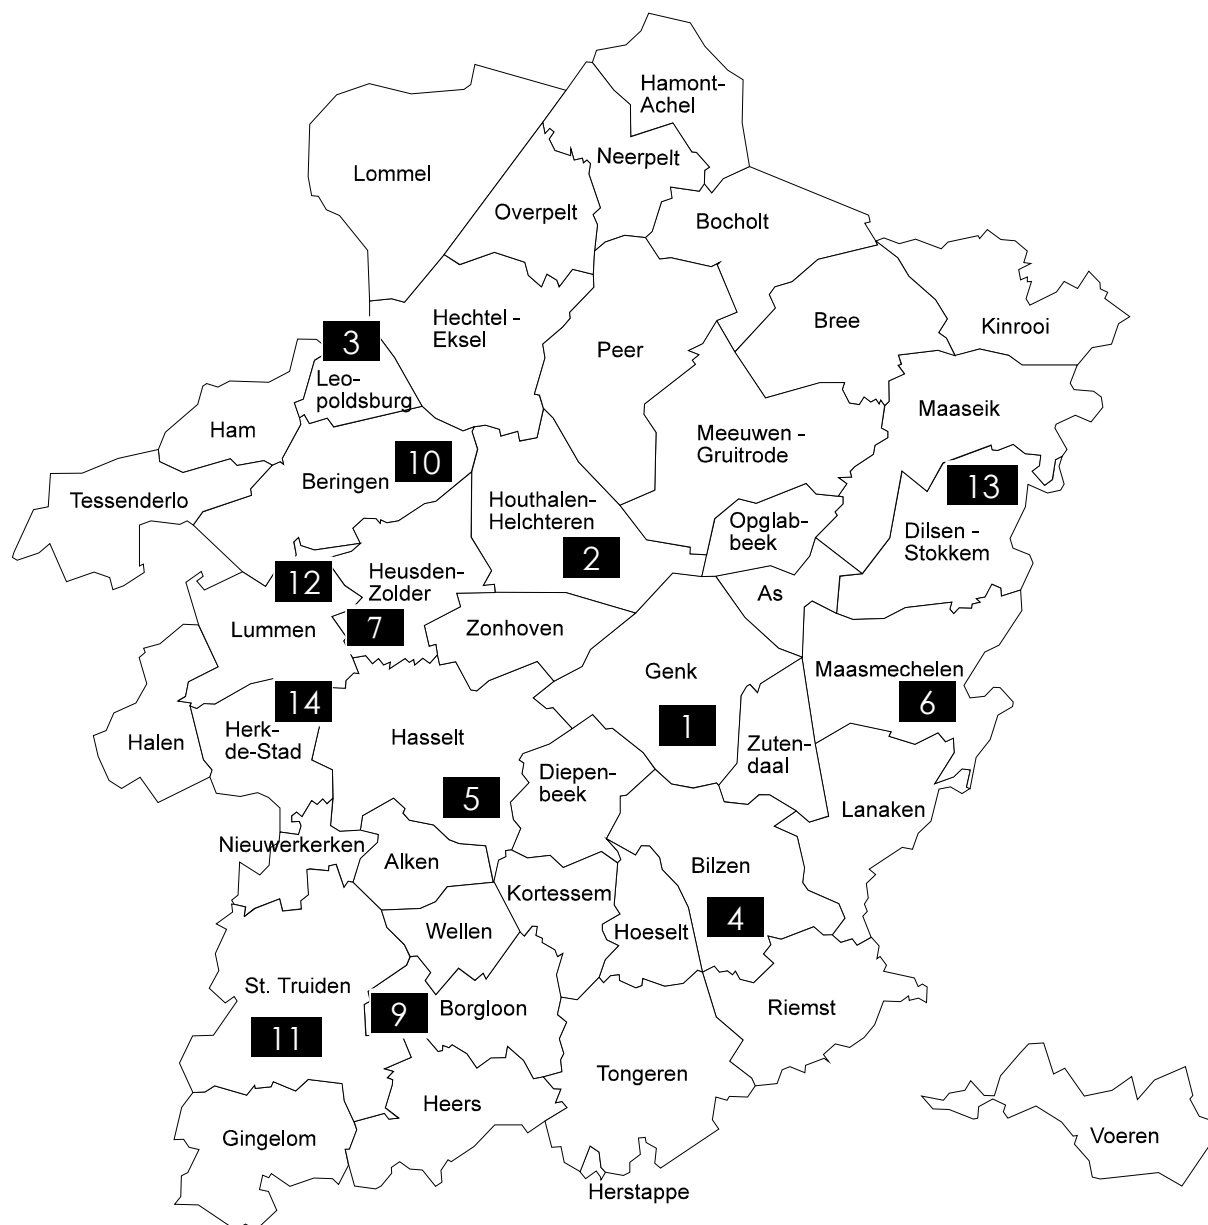 Hamont-
Achel
Neerpelt
Lommel
Overpelt
Bocholt
Hechtel -
Eksel
Bree
Kinrooi
3
Peer
Leo-
poldsburg
Maaseik
Ham
Meeuwen -
Gruitrode
10
Beringen
13
Tessenderlo
Houthalen-
Helchteren
Opglab-
beek
Dilsen -
Stokkem
2
12
Heusden-
Zolder
As
7
Lummen
Zonhoven
Genk
Maasmechelen
6
14
1
Halen
Herk-
de-Stad
Hasselt
Zuten-
daal
Diepen-
beek
5
Lanaken
Nieuwerkerken
Alken
Bilzen
Kortessem
4
Wellen
Hoeselt
St. Truiden
9
Borgloon
Riemst
11
Tongeren
Heers
Gingelom
Voeren
Herstappe